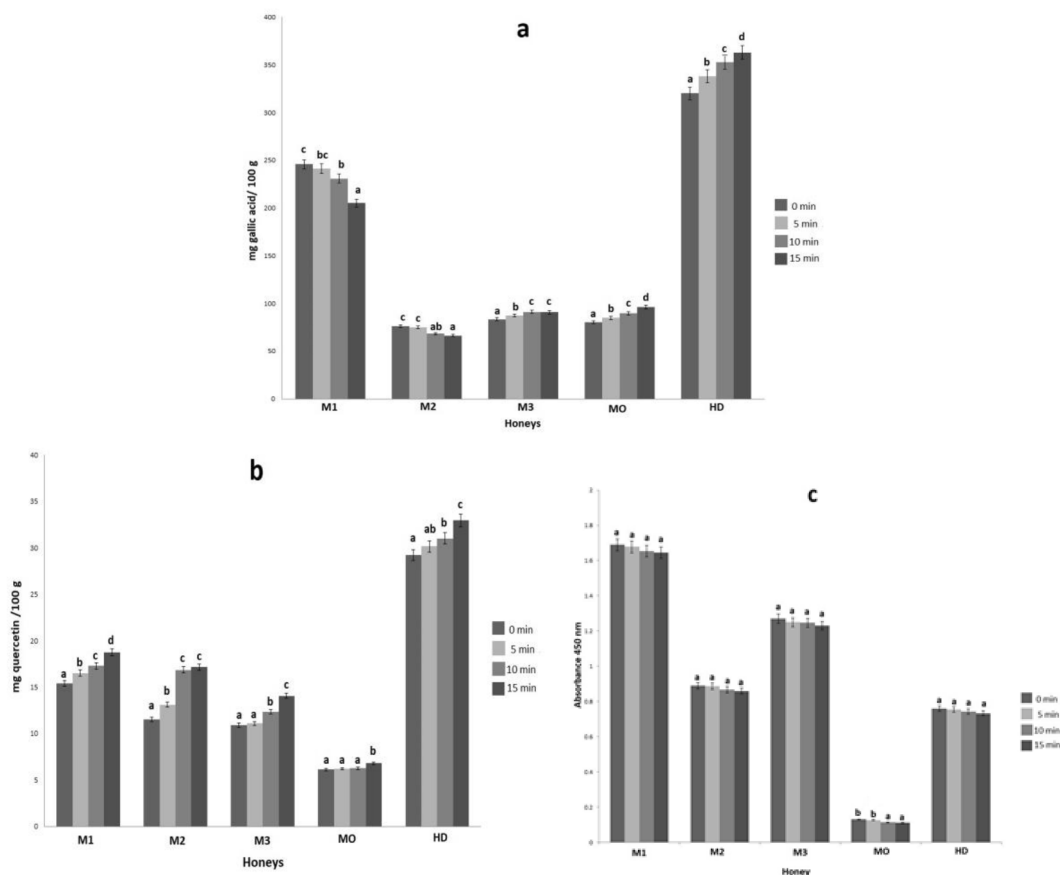 a
400
350
300
250
200
150
100
50
0
mg gallic acid/ 100 g
c bc b a
c c ab a
a b c c
a b c d
a b c d
M1 M2 M3 MO HD
Honeys
0 min
5 min
10 min
15 min
b
40
35
30
25
20
15
10
5
0
mg quercetin /100 g
a b c d
a b c c
a a b c
a a a b
a ab b c
M1 M2 M3 MO HD
Honeys
0 min
5 min
10 min
15 min
c
2
1.8
1.6
1.4
1.2
1
0.8
0.6
0.4
0.2
0
Absorbance 450 nm
a a a a
a a a a
a a a a
b b a a
a a a a
M1 M2 M3 MO HD
Honey
0 min
5 min
10 min
15 min